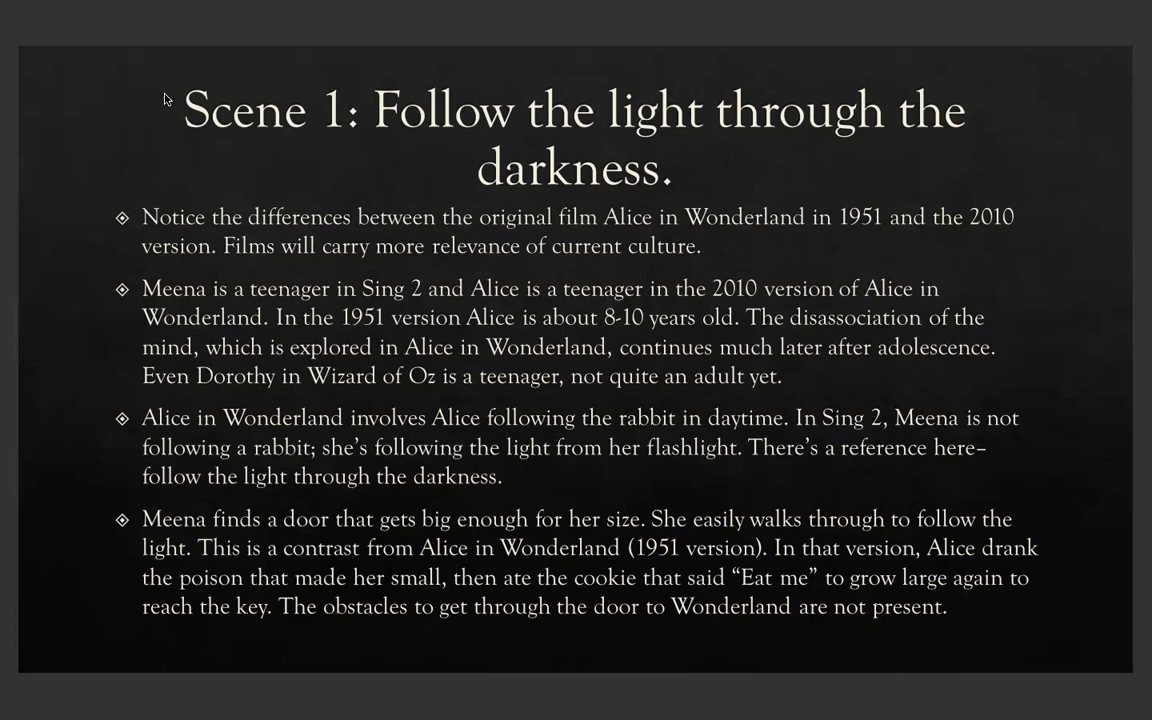 Scene 1: Follow the light through the
darkness.
Notice the differences between the original film Alice in Wonderland in 1951 and the 2010
version. Films will carry more relevance of current culture.
Meena is a teenager in Sing 2 and Alice is a teenager in the 2010 version of Alice in
Wonderland. In the 1951 version Alice is about 8-10 years old. The disassociation of the
mind, which is explored in Alice in Wonderland, continues much later after adolescence.
Even Dorothy in Wizard of Oz is a teenager, not quite an adult yet.
Alice in Wonderland involves Alice following the rabbit in daytime. In Sing 2, Meena is not
following a rabbit; she’s following the light from her flashlight. There’s a reference here–
follow the light through the darkness.
Meena finds a door that gets big enough for her size. She easily walks through to follow the
light. This is a contrast from Alice in Wonderland (1951 version). In that version, Alice drank
the poison that made her small, then ate the cookie that said “Eat me” to grow large again to
reach the key. The obstacles to get through the door to Wonderland are not present.